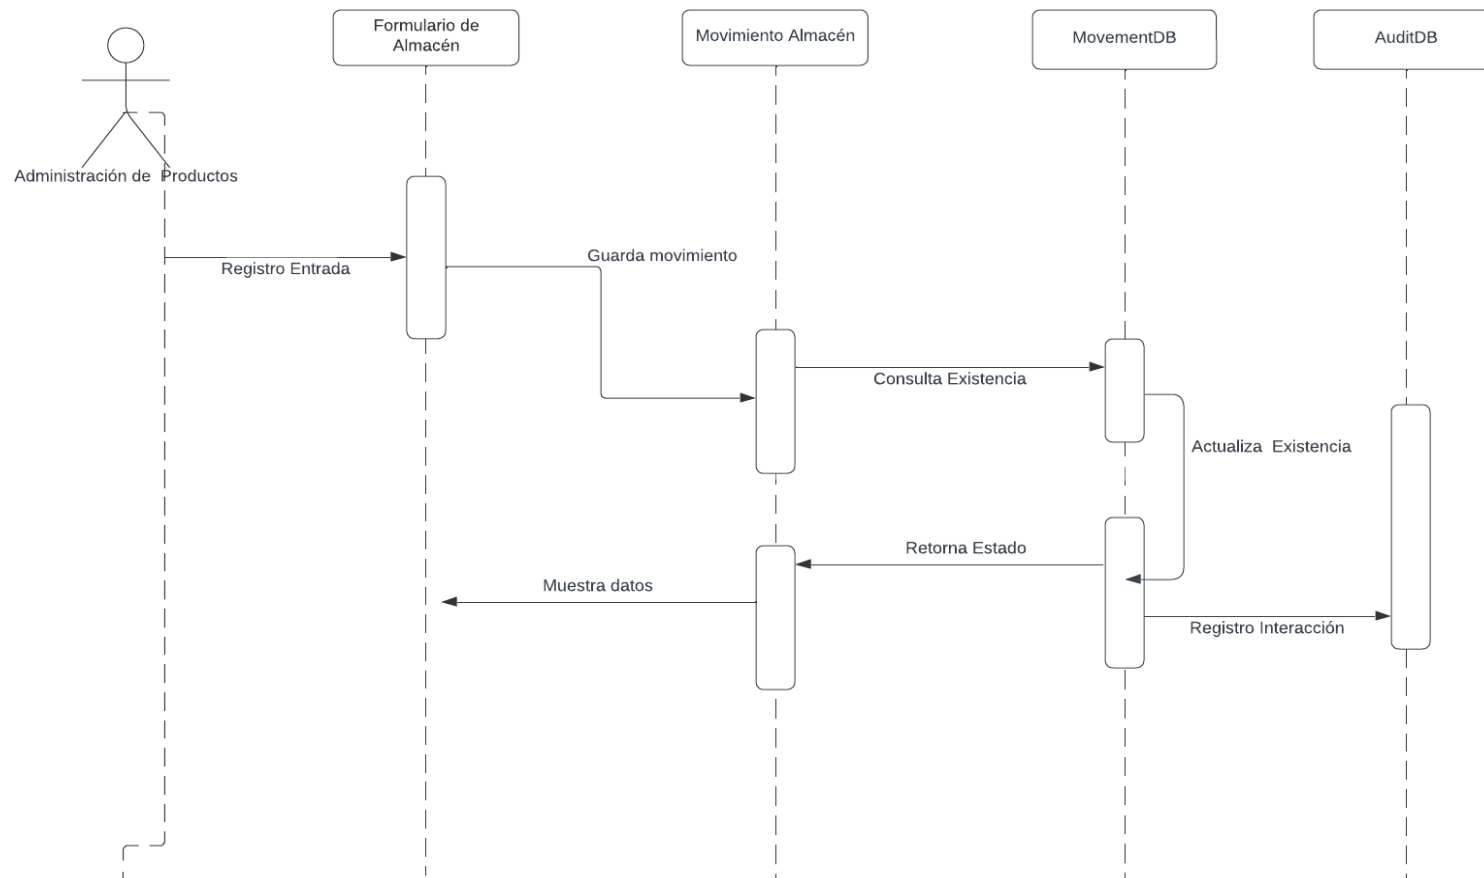 Formulario de
Almacén
Movimiento Almacén
MovementDB
AuditDB
Administración de  Productos
Registro Entrada
Guarda movimiento
Consulta Existencia
Actualiza  Existencia
Retorna Estado
Muestra datos
Registro Interacción